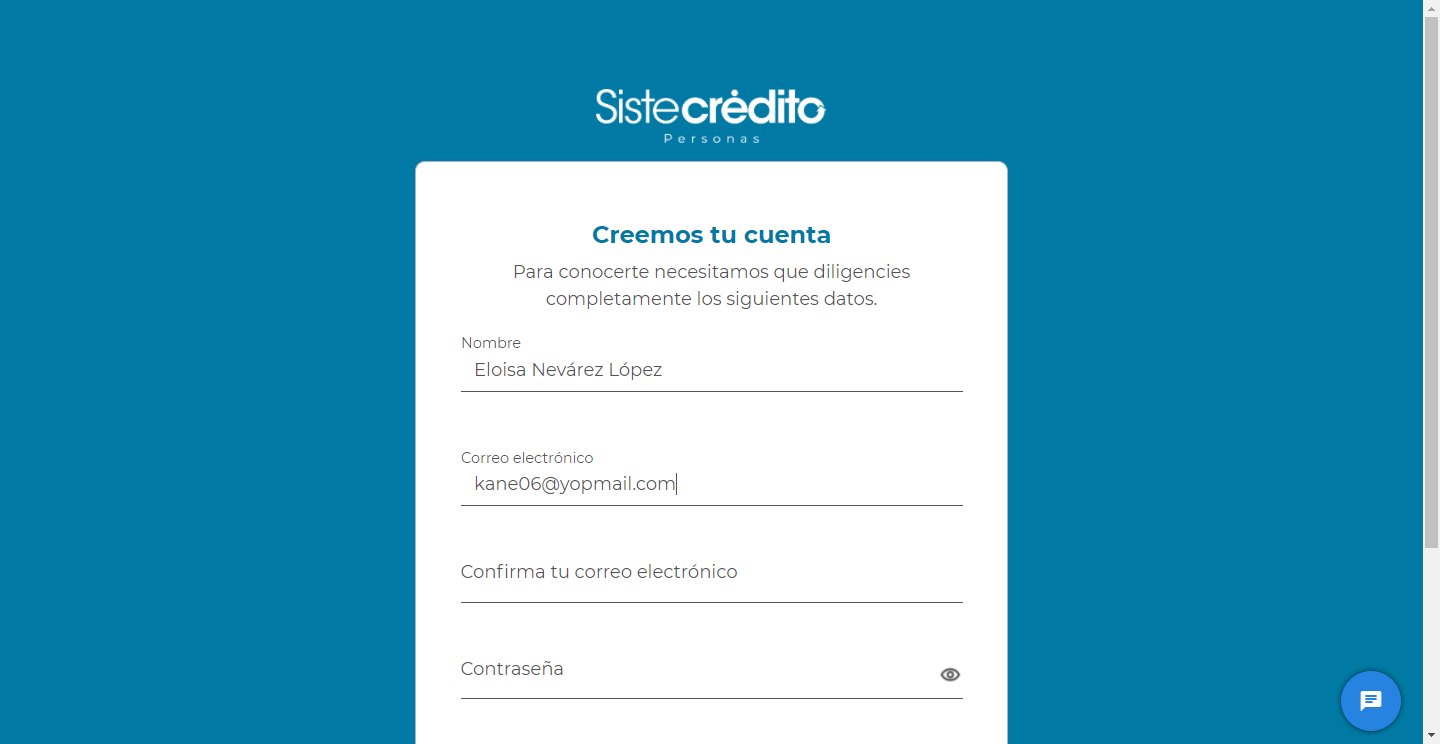 Sistecrédito
Personas
Creemos tu cuenta
Para conocerte necesitamos que diligencies
completamente los siguientes datos.
Nombre
Eloisa Nevárez López
Correo electrónico
kane06@yopmail.com
Confirma tu correo electrónico
Contraseña